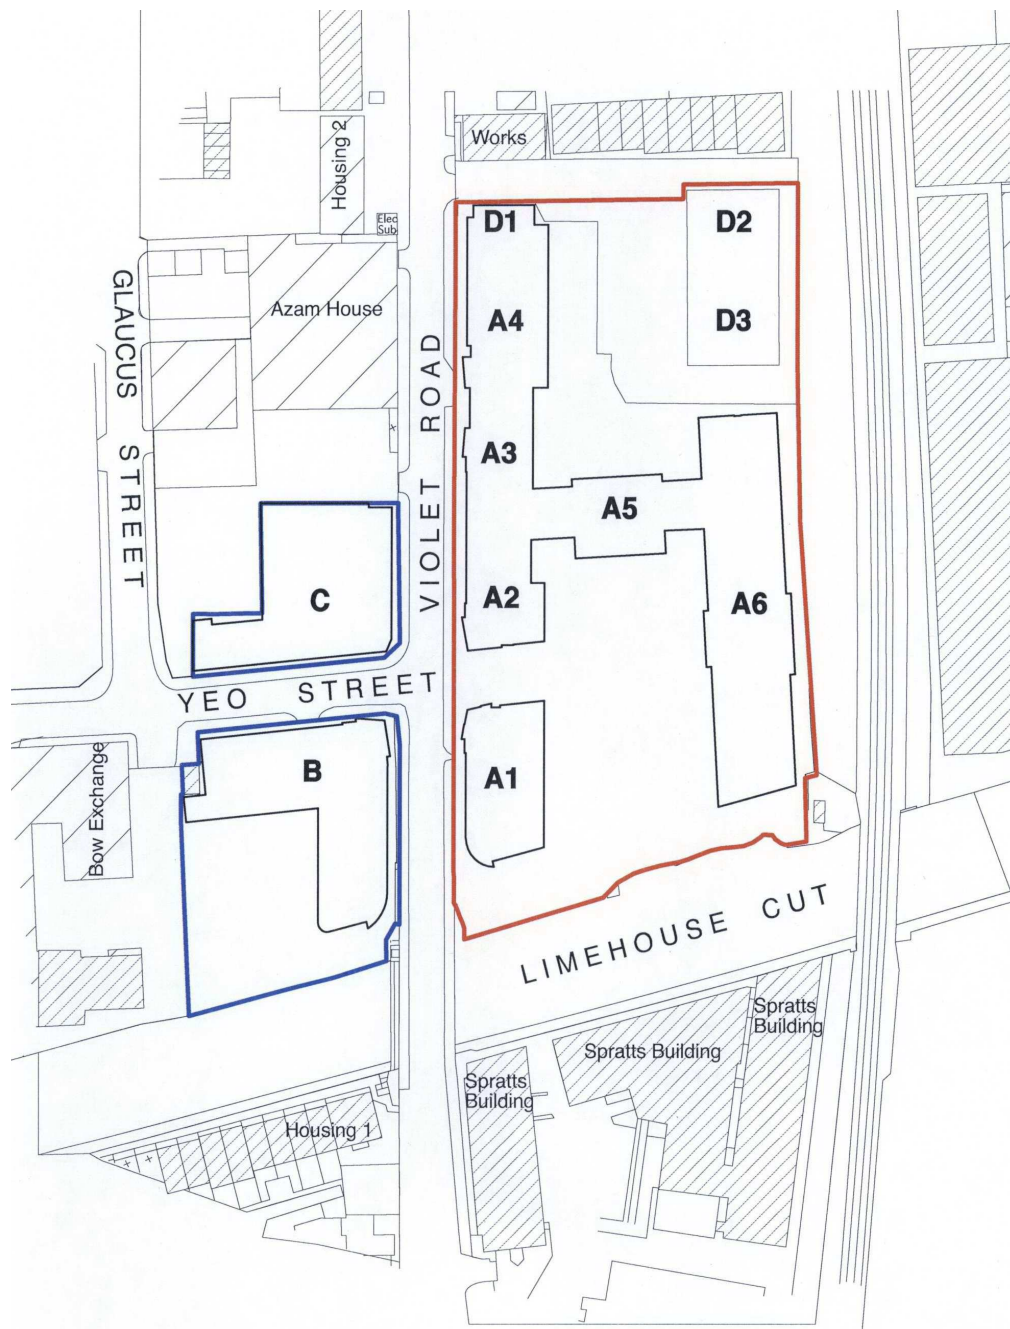 Works
Housing 2
Elec
Sub
D1
D2
GLAUCUS STREET
Azam House
A4
D3
VIOLET ROAD
A3
A5
C
A2
A6
YEO STREET
B
A1
Bow Exchange
LIMEHOUSE CUT
Spratts
Building
Spratts Building
Spratts
Building
Housing 1